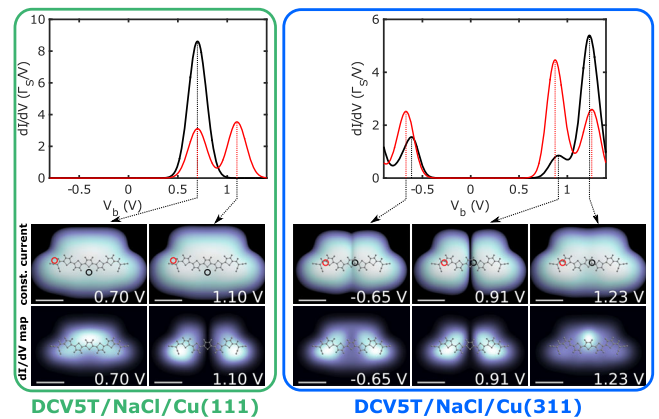 dI/dV (Γ_S/V)
10
8
6
4
2
0
-0.5 0 0.5 1
V_b (V)
const. current
0.70 V
1.10 V
dI/dV map
0.70 V
1.10 V
DCV5T/NaCl/Cu(111)
dI/dV (Γ_S/V)
6
4
2
0
-0.5 0 0.5 1
V_b (V)
-0.65 V
0.91 V
1.23 V
-0.65 V
0.91 V
1.23 V
DCV5T/NaCl/Cu(311)